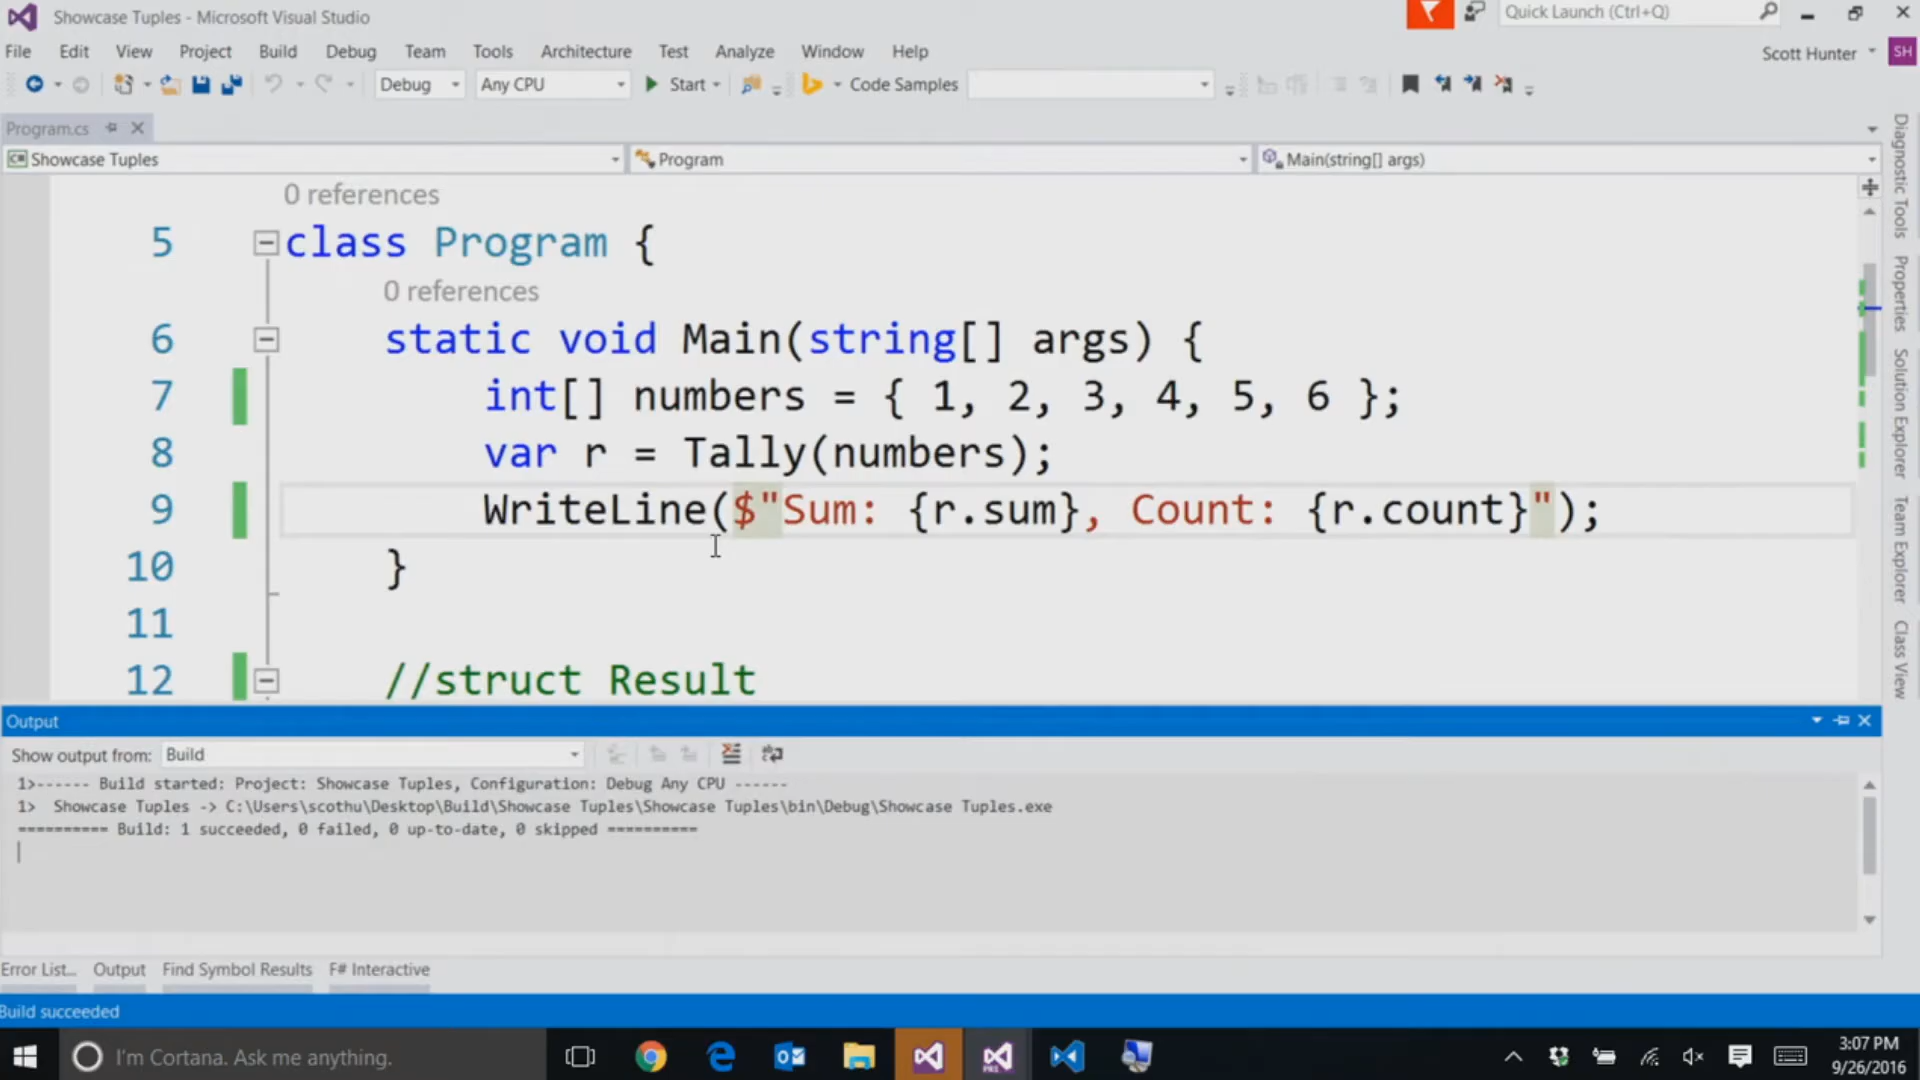 Showcase Tuples - Microsoft Visual Studio
Quick Launch (Ctrl+Q)
File Edit View Project Build Debug Team Tools Architecture Test Analyze Window Help
Scott Hunter SH
Debug Any CPU Start Code Samples
Program.cs
C# Showcase Tuples Program Main(string[] args)
0 references
5 class Program {
0 references
6 static void Main(string[] args) {
7 int[] numbers = { 1, 2, 3, 4, 5, 6 };
8 var r = Tally(numbers);
9 WriteLine($"Sum: {r.sum}, Count: {r.count}");
10 }
11
12 //struct Result
Diagnostic Tools
Properties
Solution Explorer
Team Explorer
Class View
Output
Show output from: Build
1>------ Build started: Project: Showcase Tuples, Configuration: Debug Any CPU ------
1>  Showcase Tuples -> C:\Users\scothu\Desktop\Build\Showcase Tuples\Showcase Tuples\bin\Debug\Showcase Tuples.exe
========== Build: 1 succeeded, 0 failed, 0 up-to-date, 0 skipped ==========
Error List... Output Find Symbol Results F# Interactive
Build succeeded
I'm Cortana. Ask me anything.
3:07 PM
9/26/2016